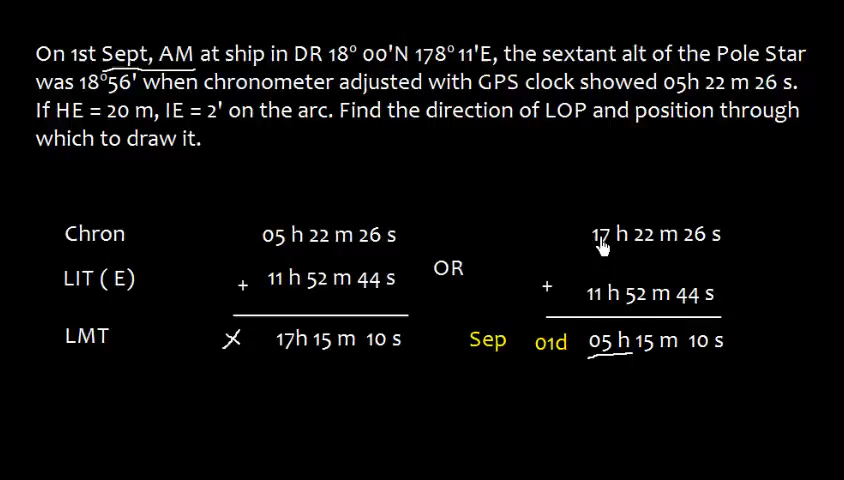 On 1st Sept, AM at ship in DR 18° 00'N 178° 11'E, the sextant alt of the Pole Star
was 18°56' when chronometer adjusted with GPS clock showed 05h 22 m 26 s.
If HE = 20 m, IE = 2' on the arc. Find the direction of LOP and position through
which to draw it.
Chron 05 h 22 m 26 s 17 h 22 m 26 s
LIT ( E) + 11 h 52 m 44 s OR + 11 h 52 m 44 s
LMT X 17h 15 m 10 s Sep 01d 05 h 15 m 10 s